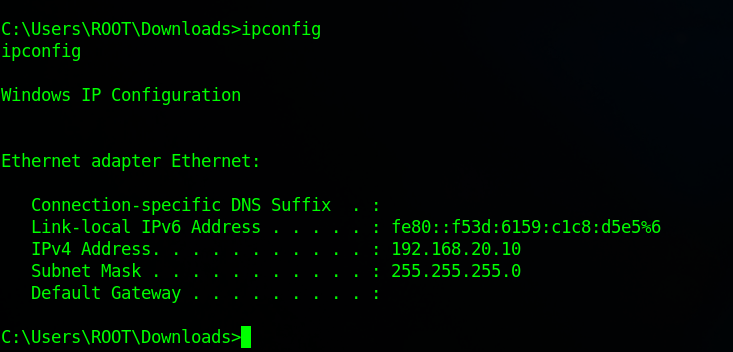 C:\Users\ROOT\Downloads>ipconfig
ipconfig
Windows IP Configuration
Ethernet adapter Ethernet:
Connection-specific DNS Suffix  . :
Link-local IPv6 Address . . . . . : fe80::f53d:6159:c1c8:d5e5%6
IPv4 Address. . . . . . . . . . . : 192.168.20.10
Subnet Mask . . . . . . . . . . . : 255.255.255.0
Default Gateway . . . . . . . . . :
C:\Users\ROOT\Downloads>